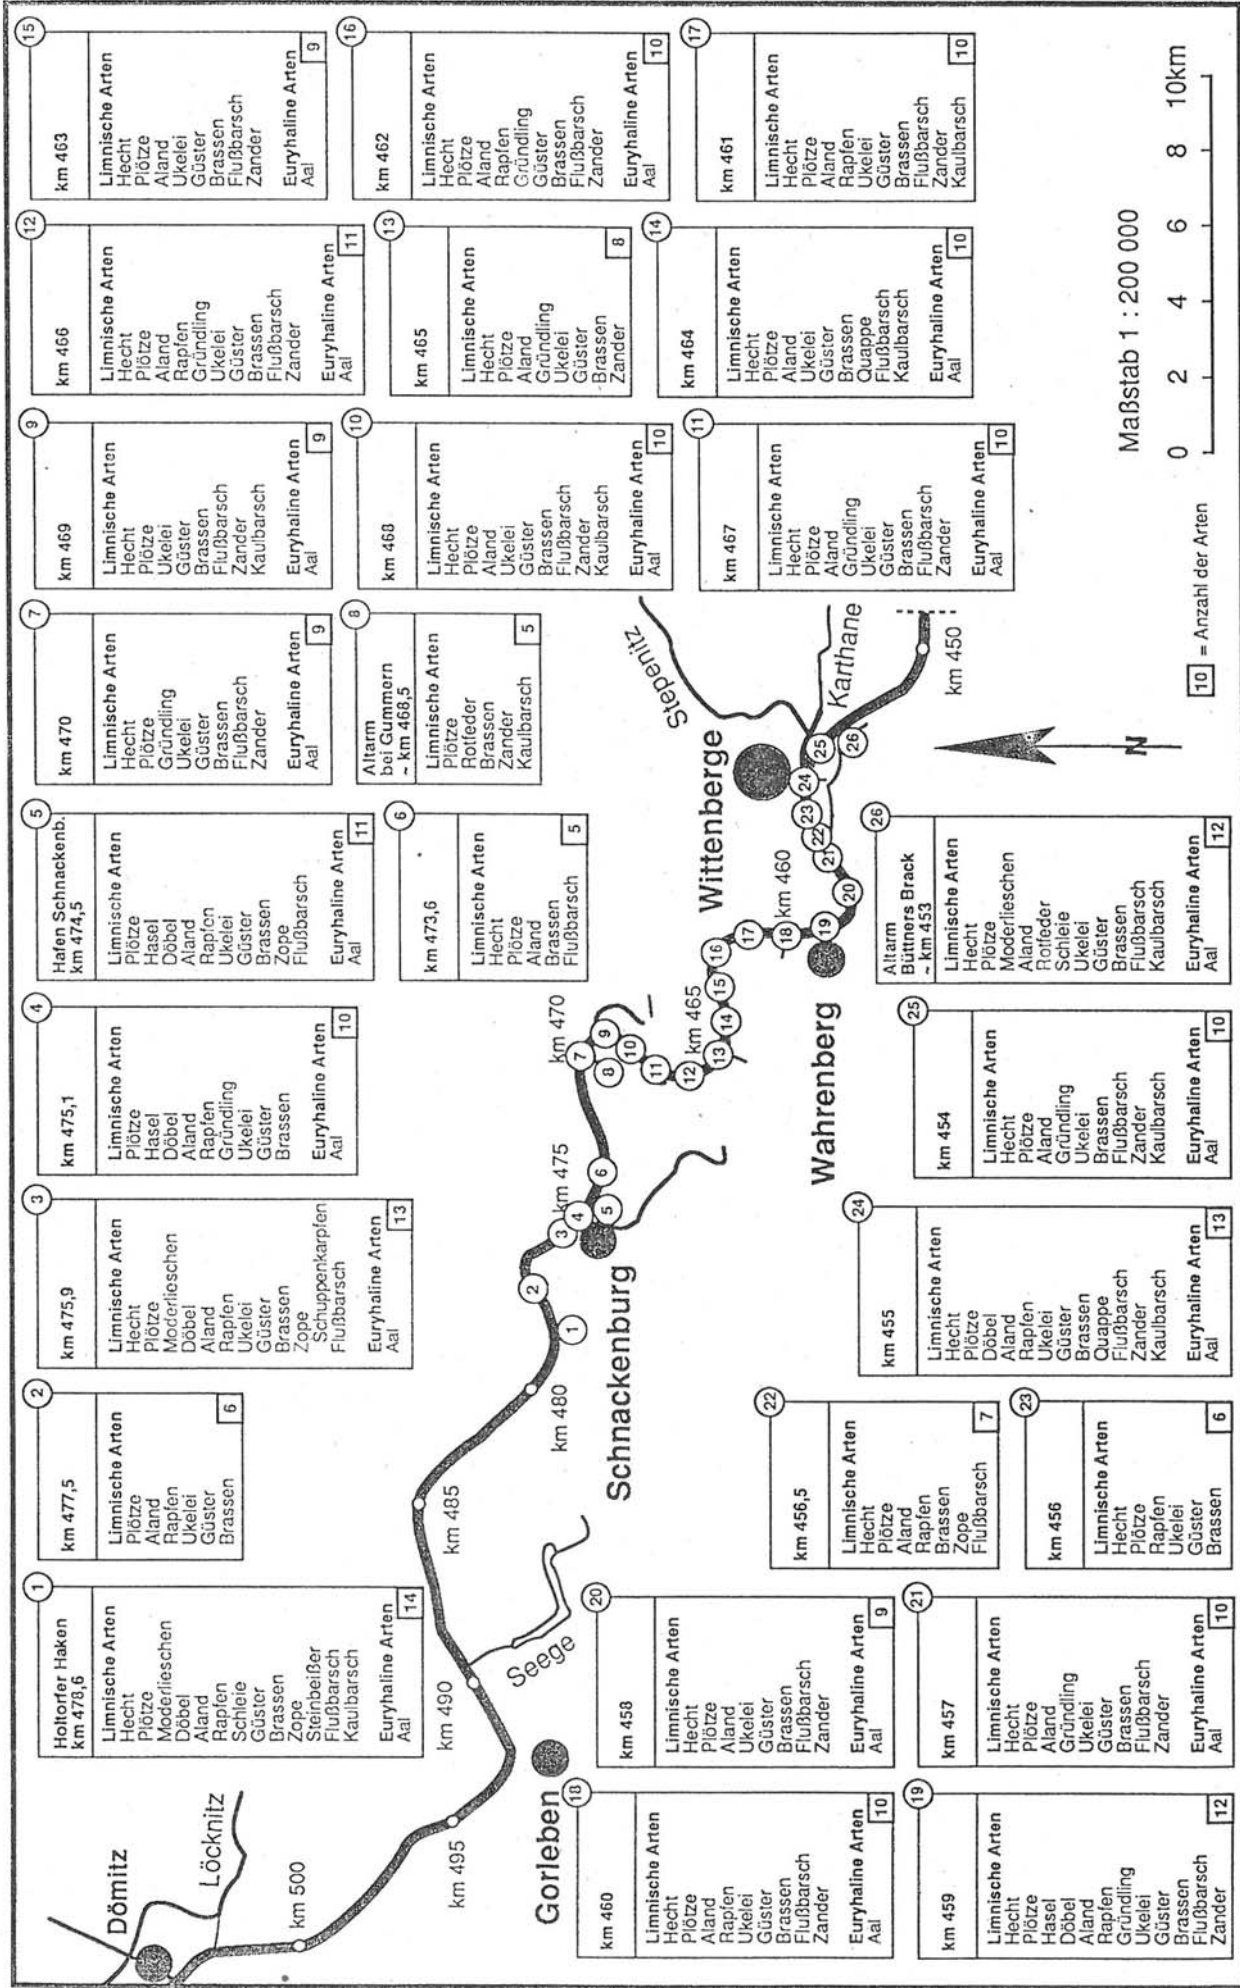 1
Holtorfer Haken
km 478,6
Limnische Arten
Hecht
Plötze
Moderlieschen
Döbel
Aland
Rapfen
Schleie
Güster
Brassen
Zope
Steinbeißer
Flußbarsch
Kaulbarsch
Euryhaline Arten
Aal
14
2
km 477,5
Limnische Arten
Plötze
Aland
Rapfen
Ukelei
Güster
Brassen
6
3
km 475,9
Limnische Arten
Hecht
Plötze
Moderlieschen
Döbel
Aland
Rapfen
Ukelei
Güster
Brassen
Zope
Schuppenkarpfen
Flußbarsch
Euryhaline Arten
Aal
13
4
km 475,1
Limnische Arten
Plötze
Hasel
Döbel
Aland
Rapfen
Gründling
Ukelei
Güster
Brassen
Euryhaline Arten
Aal
10
5
Hafen Schnackenb.
km 474,5
Limnische Arten
Plötze
Hasel
Döbel
Aland
Rapfen
Ukelei
Güster
Brassen
Zope
Flußbarsch
Euryhaline Arten
Aal
11
6
km 473,6
Limnische Arten
Hecht
Plötze
Aland
Brassen
Flußbarsch
5
7
km 470
Limnische Arten
Hecht
Plötze
Gründling
Ukelei
Güster
Brassen
Flußbarsch
Zander
Euryhaline Arten
Aal
9
8
Altarm
bei Gummern
~ km 468,5
Limnische Arten
Plötze
Rotfeder
Brassen
Zander
Kaulbarsch
5
9
km 469
Limnische Arten
Hecht
Plötze
Ukelei
Güster
Brassen
Flußbarsch
Zander
Kaulbarsch
Euryhaline Arten
Aal
9
10
km 468
Limnische Arten
Hecht
Plötze
Aland
Ukelei
Güster
Brassen
Flußbarsch
Zander
Kaulbarsch
Euryhaline Arten
Aal
10
11
km 467
Limnische Arten
Hecht
Plötze
Aland
Gründling
Ukelei
Güster
Brassen
Flußbarsch
Zander
Euryhaline Arten
Aal
10
12
km 466
Limnische Arten
Hecht
Plötze
Aland
Rapfen
Gründling
Ukelei
Güster
Brassen
Flußbarsch
Zander
Euryhaline Arten
Aal
11
13
km 465
Limnische Arten
Hecht
Plötze
Aland
Gründling
Ukelei
Güster
Brassen
Zander
8
14
km 464
Limnische Arten
Hecht
Plötze
Aland
Ukelei
Güster
Brassen
Quappe
Flußbarsch
Kaulbarsch
Euryhaline Arten
Aal
10
15
km 463
Limnische Arten
Hecht
Plötze
Aland
Ukelei
Güster
Brassen
Flußbarsch
Zander
Euryhaline Arten
Aal
9
16
km 462
Limnische Arten
Hecht
Plötze
Aland
Rapfen
Gründling
Güster
Brassen
Flußbarsch
Zander
Euryhaline Arten
Aal
10
17
km 461
Limnische Arten
Hecht
Plötze
Aland
Rapfen
Ukelei
Güster
Brassen
Flußbarsch
Zander
Kaulbarsch
10
18
km 460
Limnische Arten
Hecht
Plötze
Aland
Rapfen
Ukelei
Güster
Brassen
Flußbarsch
Zander
Euryhaline Arten
Aal
10
19
km 459
Limnische Arten
Hecht
Plötze
Hasel
Döbel
Aland
Rapfen
Gründling
Ukelei
Güster
Brassen
Flußbarsch
Zander
12
20
km 458
Limnische Arten
Hecht
Plötze
Aland
Ukelei
Güster
Brassen
Flußbarsch
Zander
Euryhaline Arten
Aal
9
21
km 457
Limnische Arten
Hecht
Plötze
Aland
Gründling
Ukelei
Güster
Brassen
Flußbarsch
Zander
Euryhaline Arten
Aal
10
22
km 456,5
Limnische Arten
Hecht
Plötze
Aland
Rapfen
Brassen
Zope
Flußbarsch
7
23
km 456
Limnische Arten
Hecht
Plötze
Rapfen
Ukelei
Güster
Brassen
6
24
km 455
Limnische Arten
Hecht
Plötze
Döbel
Aland
Rapfen
Ukelei
Güster
Brassen
Quappe
Flußbarsch
Zander
Kaulbarsch
Euryhaline Arten
Aal
13
25
km 454
Limnische Arten
Hecht
Plötze
Aland
Gründling
Ukelei
Brassen
Flußbarsch
Zander
Kaulbarsch
Euryhaline Arten
Aal
10
26
Altarm
Büttners Brack
~ km 453
Limnische Arten
Hecht
Plötze
Moderlieschen
Aland
Rotfeder
Schleie
Ukelei
Güster
Brassen
Flußbarsch
Kaulbarsch
Euryhaline Arten
Aal
12
Dömitz
Löcknitz
km 500
km 495
Gorleben
km 490
Seege
km 485
km 480
Schnackenburg
1
2
3
4
5
6
km 475
km 470
7
8
9
10
11
12
13
14
15
16
17
18
19
20
21
22
23
24
25
26
km 465
km 460
Wahrenberg
Wittenberge
Stepenitz
Karthane
km 450
N
10 = Anzahl der Arten
Maßstab 1 : 200 000
0 2 4 6 8 10km